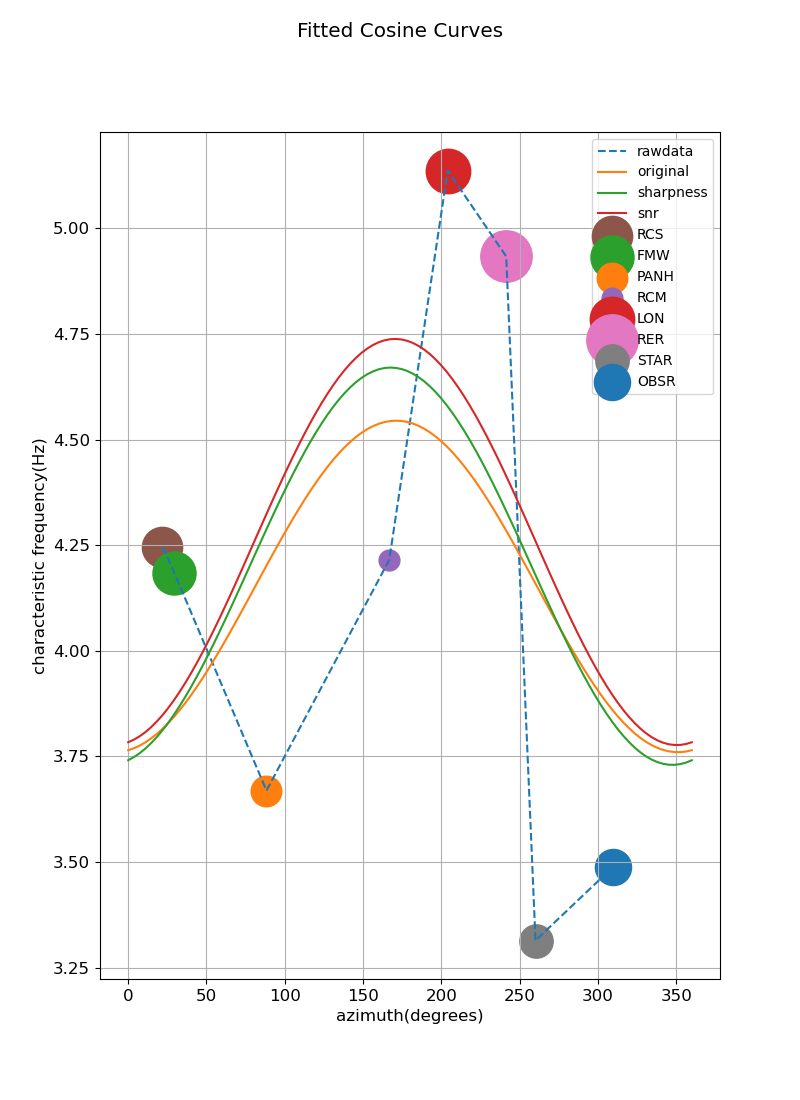 Fitted Cosine Curves
rawdata
original
sharpness
snr
RCS
FMW
PANH
RCM
LON
RER
STAR
OBSR
characteristic frequency(Hz)
5.00
4.75
4.50
4.25
4.00
3.75
3.50
3.25
0 50 100 150 200 250 300 350
azimuth(degrees)